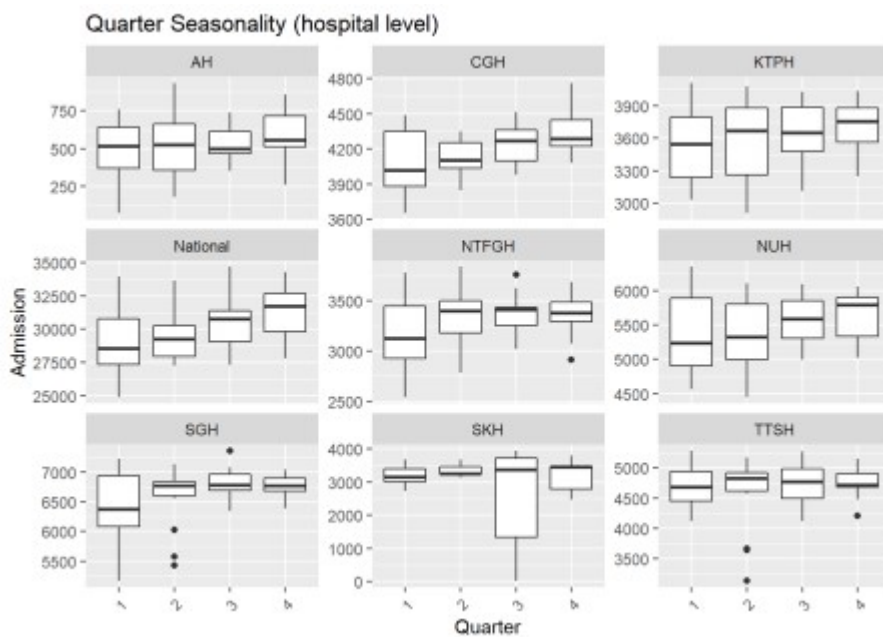 Quarter Seasonality (hospital level)
AH CGH KTPH
750 500 250
4800 4500 4200 3900 3600
3900 3600 3300 3000
National NTFGH NUH
35000 32500 30000 27500 25000
3500 3000 2500
6000 5500 5000 4500
SGH SKH TTSH
7000 6500 6000 5500
4000 3000 2000 1000 0
5000 4500 4000 3500
1 2 3 4 1 2 3 4 1 2 3 4
Admission
Quarter